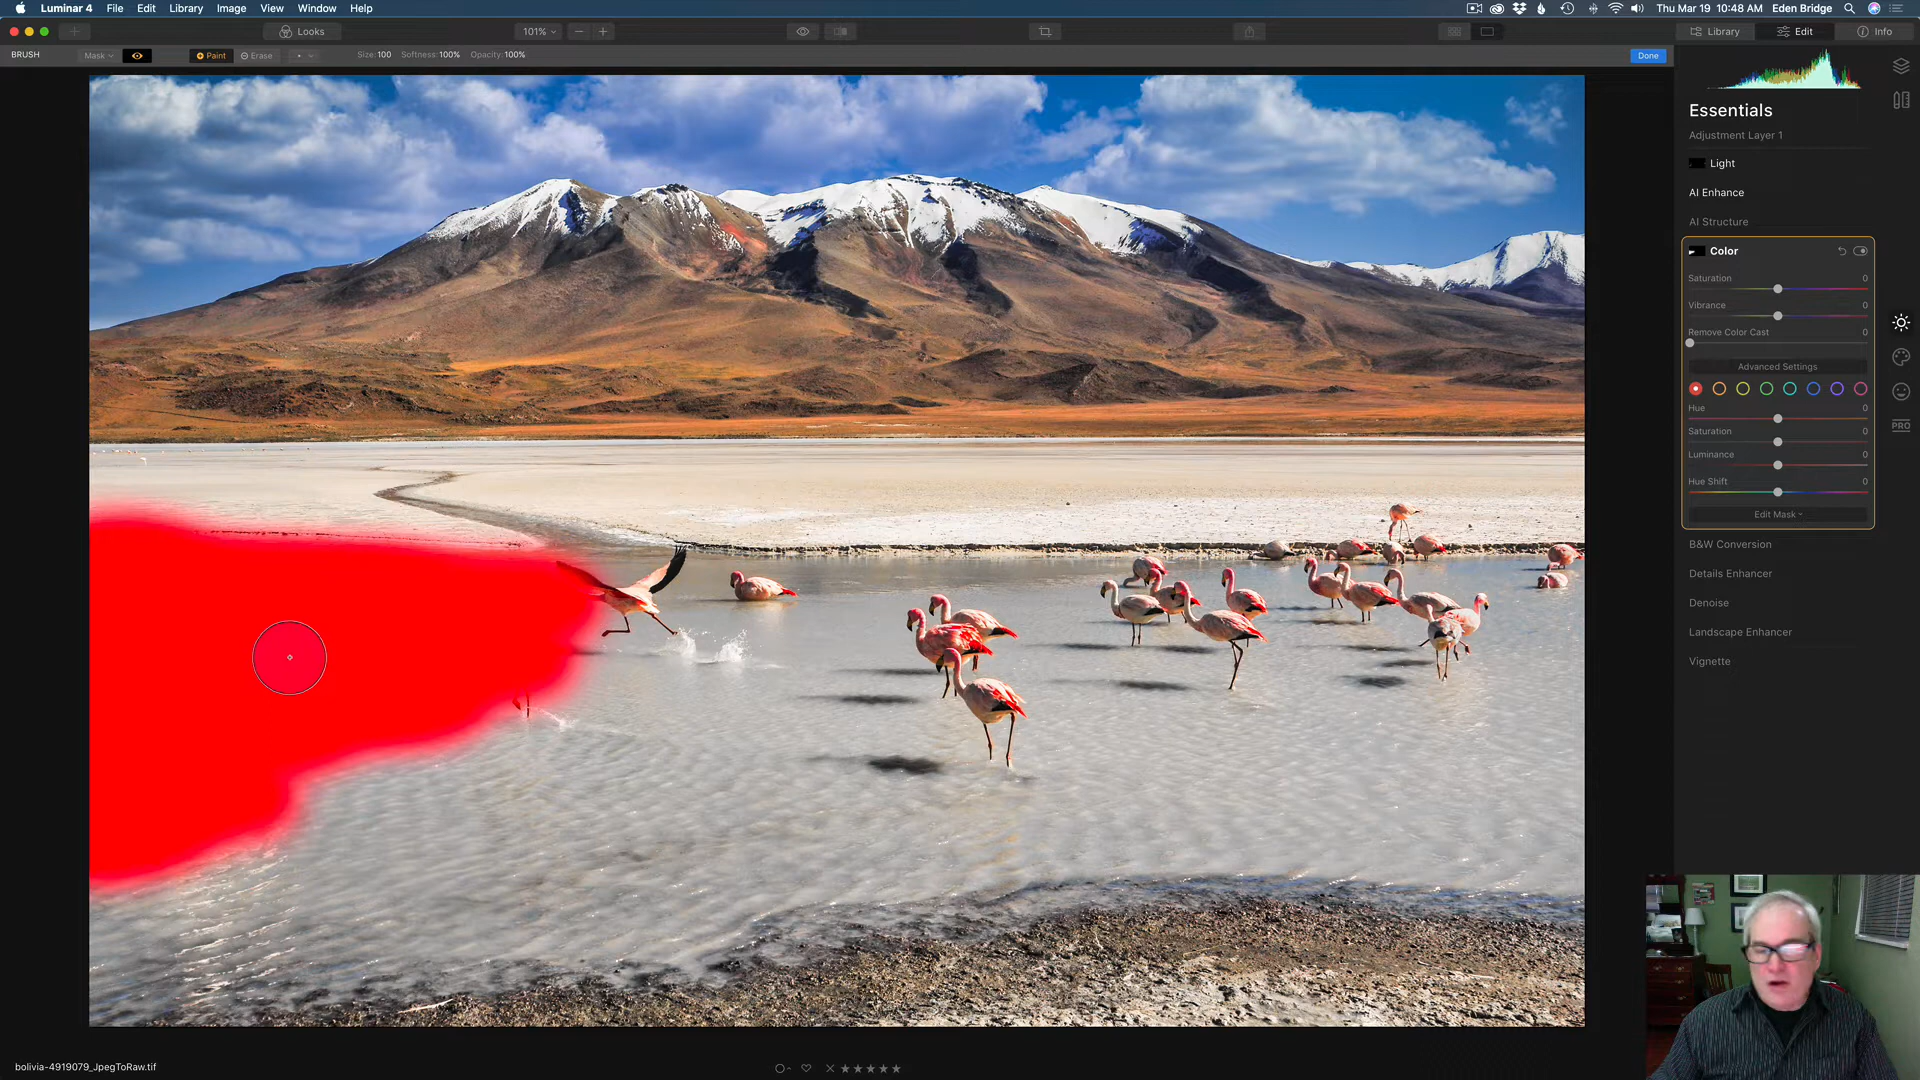 Luminar 4 File Edit Library Image View Window Help Thu Mar 19 10:48 AM Eden Bridge
Looks 101% Library Edit Info
BRUSH Mask Paint Erase Size:100 Softness:100% Opacity:100% Done
Essentials
Adjustment Layer 1
Light
AI Enhance
AI Structure
Color
Saturation 0
Vibrance 0
Remove Color Cast 0
Advanced Settings
Hue 0
Saturation 0
Luminance 0
Hue Shift 0
Edit Mask
PRO
B&W Conversion
Details Enhancer
Denoise
Landscape Enhancer
Vignette
bolivia-4919079_JpegToRaw.tif